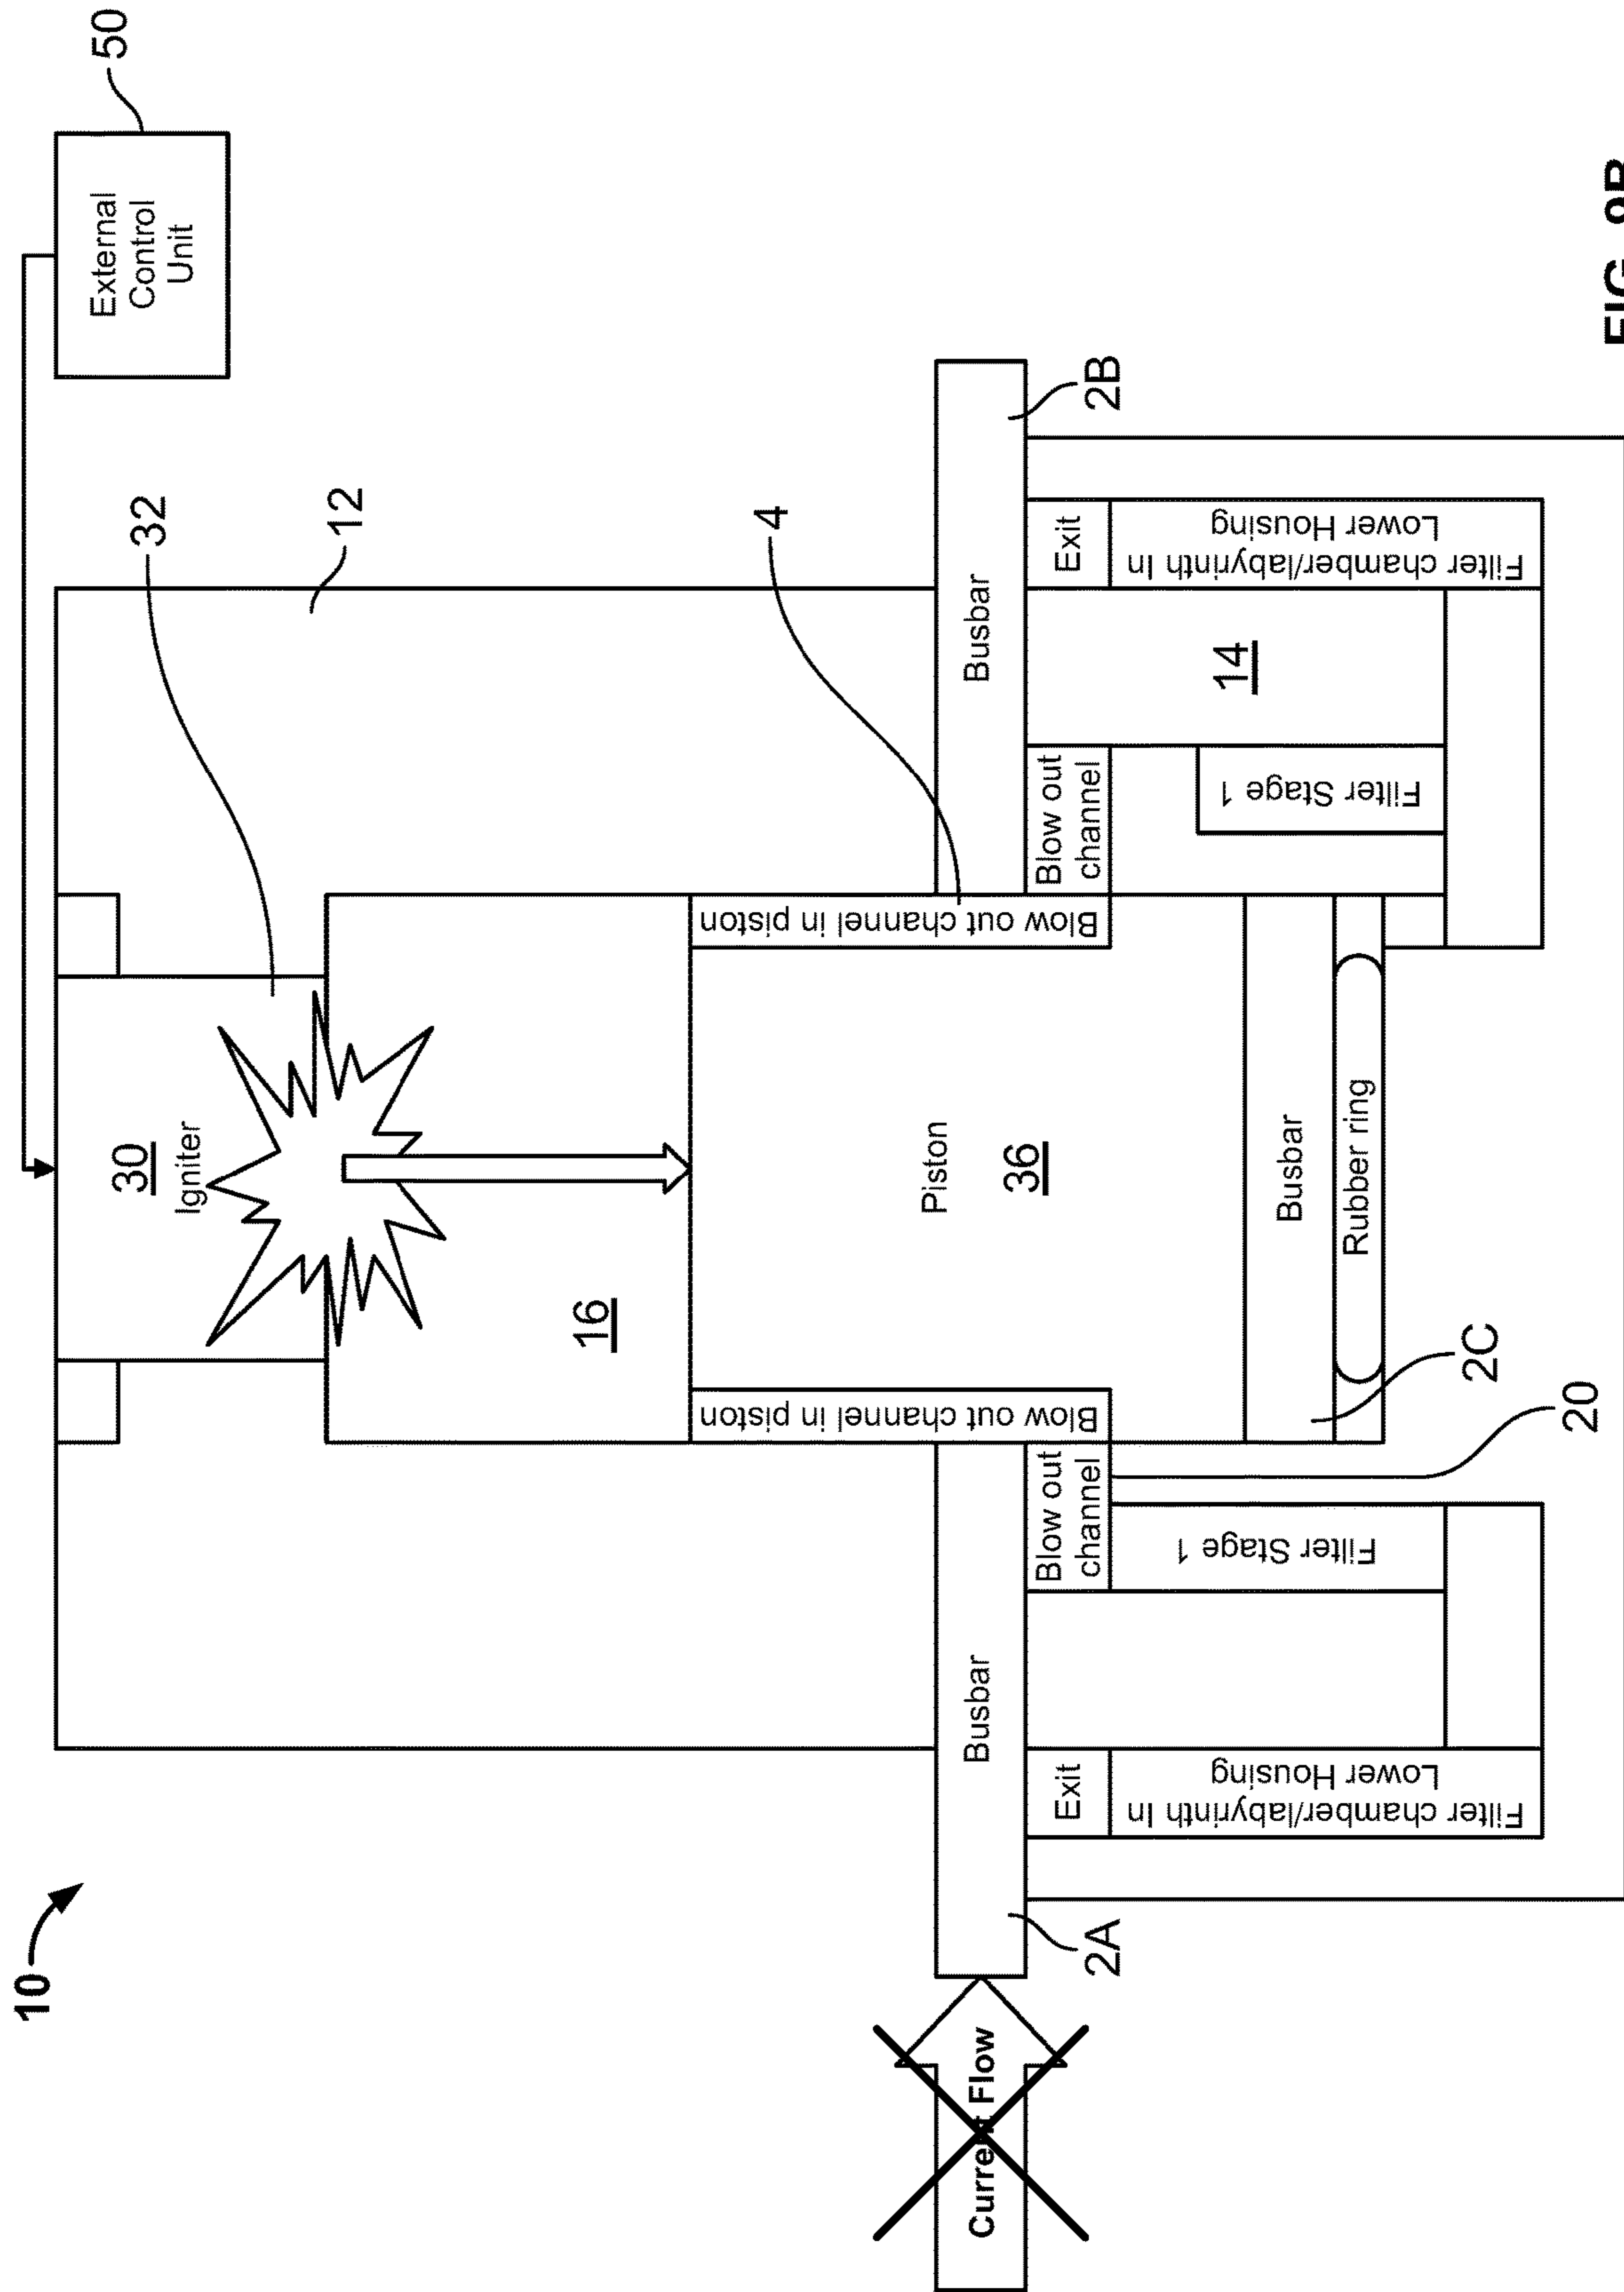 10
50
External
Control
Unit
30
Igniter
32
12
16
4
Blow out channel in piston
Blow out channel in piston
Current Flow
Busbar
Piston
36
Busbar
2A
2B
Exit
Blow out
channel
Blow out
channel
Exit
Filter chamber/labyrinth In
Lower Housing
Filter Stage 1
Filter Stage 1
14
Filter chamber/labyrinth In
Lower Housing
Busbar
Rubber ring
2C
20
FIG. 9B